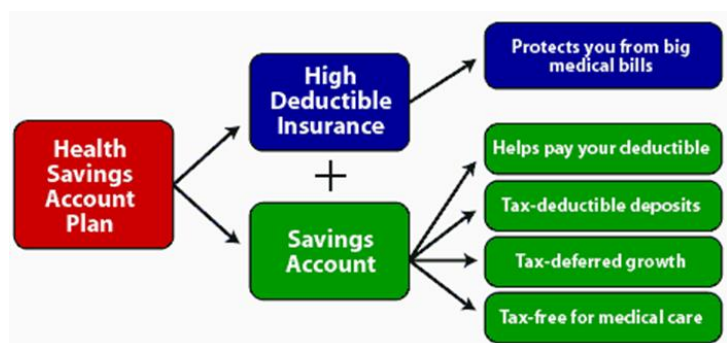 Health
Savings
Account
Plan
High
Deductible
Insurance
+
Savings
Account
Protects you from big
medical bills
Helps pay your deductible
Tax-deductible deposits
Tax-deferred growth
Tax-free for medical care